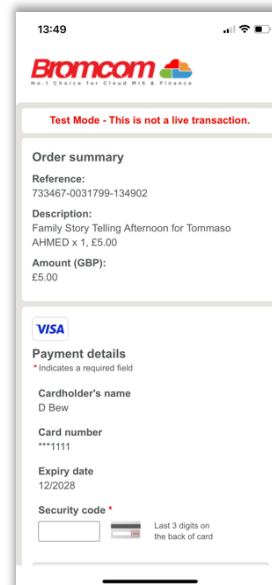 13:49
Bromcom
No.1 Choice for Cloud MIS & Finance
Test Mode - This is not a live transaction.
Order summary
Reference:
733467-0031799-134902
Description:
Family Story Telling Afternoon for Tommaso
AHMED x 1, £5.00
Amount (GBP):
£5.00
VISA
Payment details
* Indicates a required field
Cardholder's name
D Bew
Card number
***1111
Expiry date
12/2028
Security code *
Last 3 digits on
the back of card